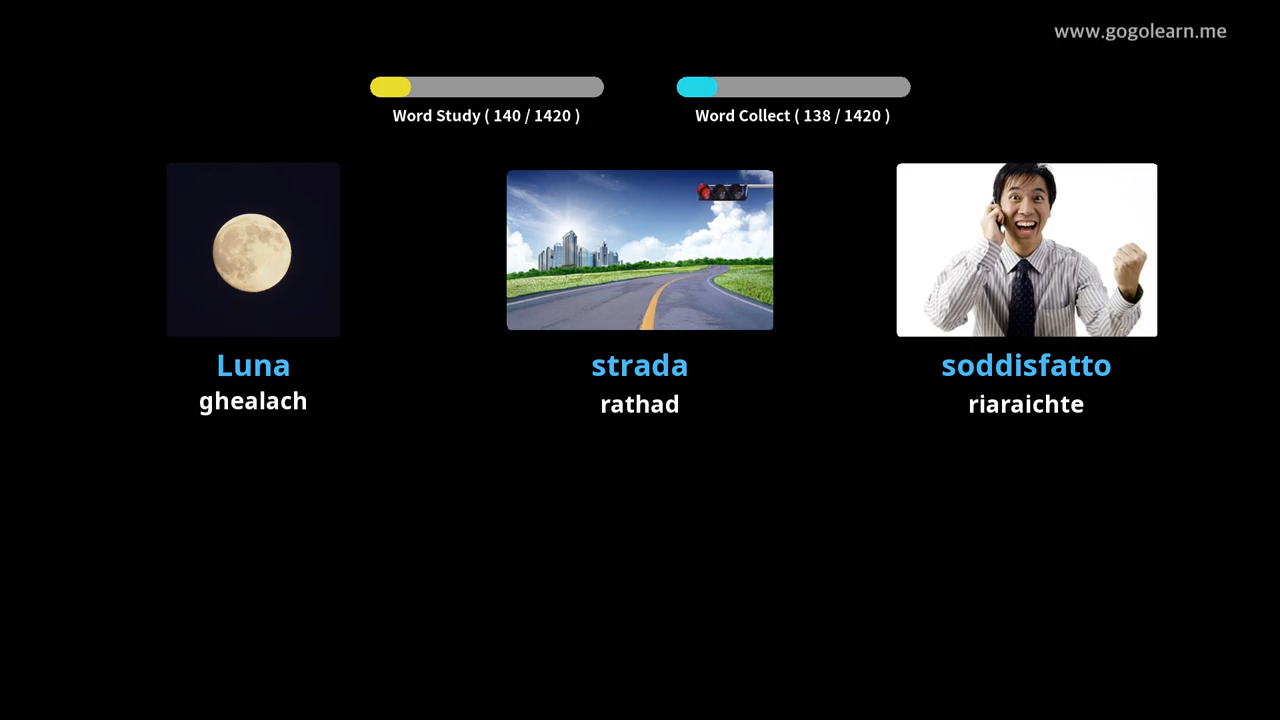 www.gogolearn.me
Word Study ( 140 / 1420 )
Word Collect ( 138 / 1420 )
Luna
ghealach
strada
rathad
soddisfatto
riaraichte